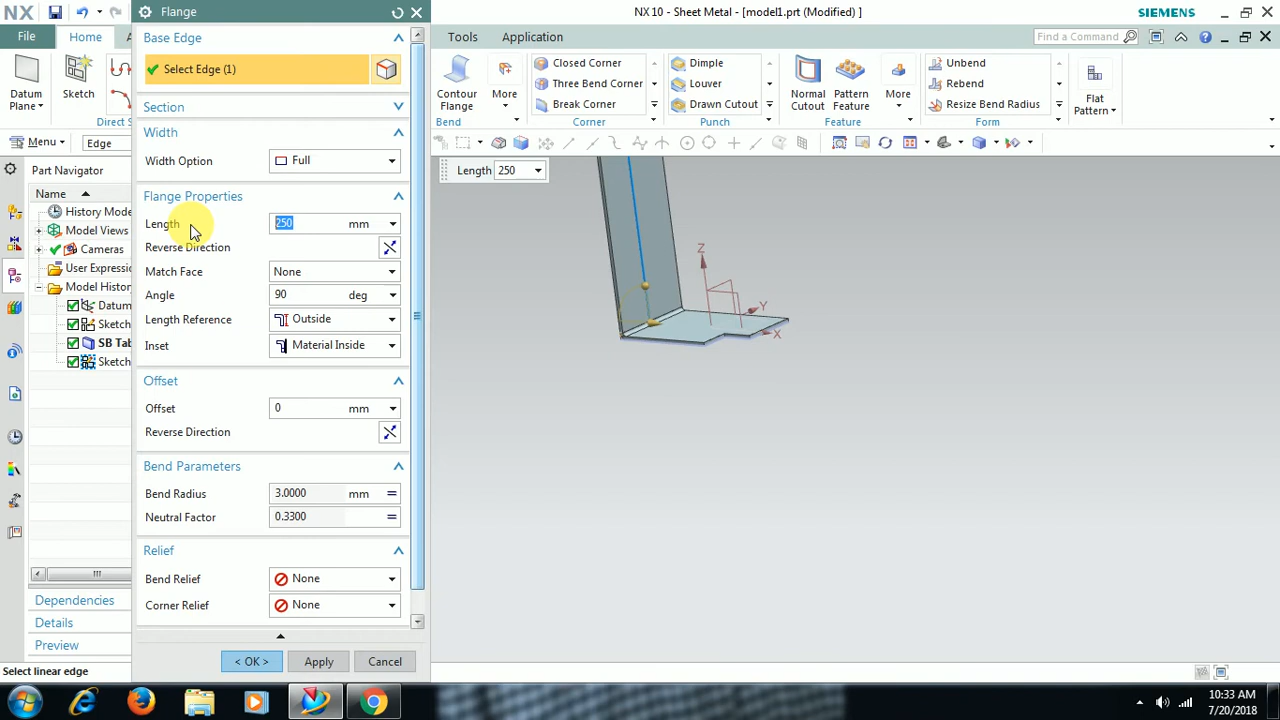 NX
Flange
NX 10 - Sheet Metal - [model1.prt (Modified) ]
SIEMENS
File
Home
Tools
Application
Find a Command
Datum Plane
Sketch
Direct S
Contour Flange
More
Bend
Closed Corner
Three Bend Corner
Break Corner
Corner
Dimple
Louver
Drawn Cutout
Punch
Normal Cutout
Pattern Feature
More
Feature
Unbend
Rebend
Resize Bend Radius
Form
Flat Pattern
Menu
Edge
Part Navigator
Name
History Mode
Model Views
Cameras
User Expressi
Model Histor
Datum
Sketch
SB Tab
Sketch
Dependencies
Details
Preview
Base Edge
Select Edge (1)
Section
Width
Width Option
Full
Flange Properties
Length
250 mm
Reverse Direction
Match Face
None
Angle
90 deg
Length Reference
Outside
Inset
Material Inside
Offset
Offset
0 mm
Reverse Direction
Bend Parameters
Bend Radius
3.0000 mm =
Neutral Factor
0.3300 =
Relief
Bend Relief
None
Corner Relief
None
< OK >
Apply
Cancel
Length 250
Z
Y
X
Select linear edge
10:33 AM
7/20/2018